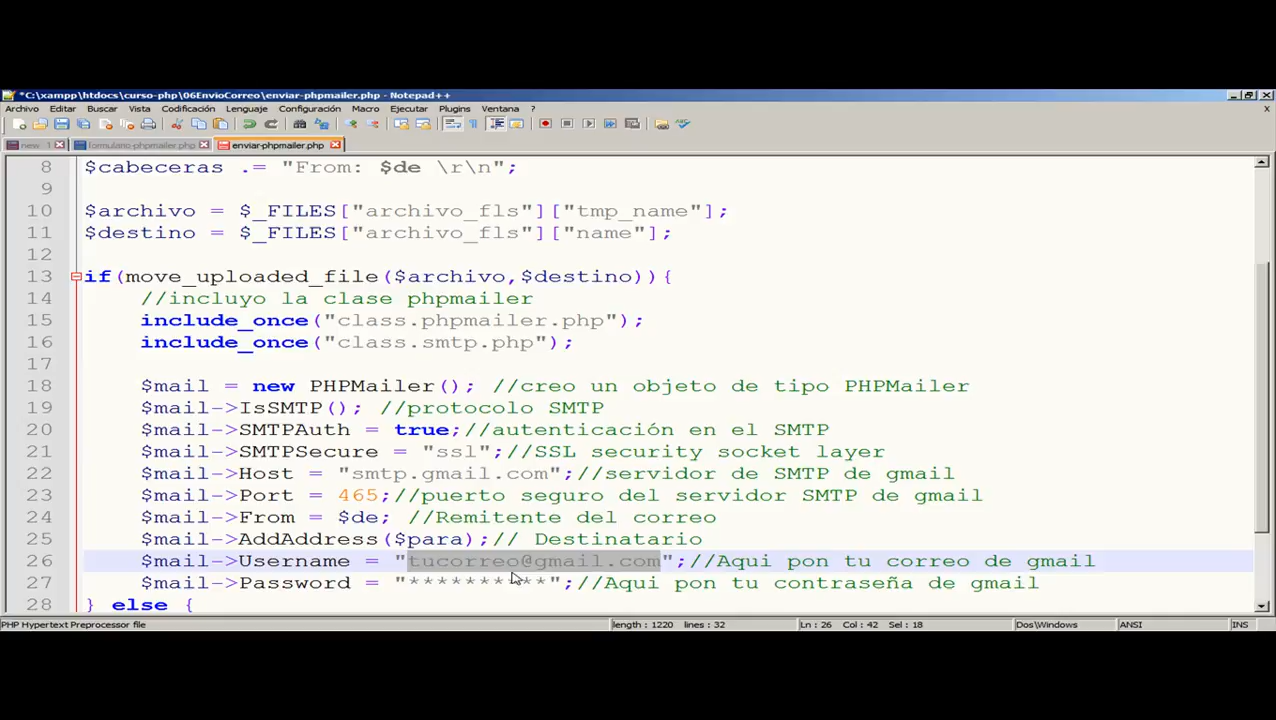 *C:\xampp\htdocs\curso-php\06EnvioCorreo\enviar-phpmailer.php - Notepad++
Archivo Editar Buscar Vista Codificación Lenguaje Configuración Macro Ejecutar Plugins Ventana ?
new 1 formulario-phpmailer.php enviar-phpmailer.php
8 $cabeceras .= "From: $de \r\n";
9
10 $archivo = $_FILES["archivo_fls"]["tmp_name"];
11 $destino = $_FILES["archivo_fls"]["name"];
12
13 if(move_uploaded_file($archivo,$destino)){
14 //incluyo la clase phpmailer
15 include_once("class.phpmailer.php");
16 include_once("class.smtp.php");
17
18 $mail = new PHPMailer(); //creo un objeto de tipo PHPMailer
19 $mail->IsSMTP(); //protocolo SMTP
20 $mail->SMTPAuth = true;//autenticación en el SMTP
21 $mail->SMTPSecure = "ssl";//SSL security socket layer
22 $mail->Host = "smtp.gmail.com";//servidor de SMTP de gmail
23 $mail->Port = 465;//puerto seguro del servidor SMTP de gmail
24 $mail->From = $de; //Remitente del correo
25 $mail->AddAddress($para);// Destinatario
26 $mail->Username = "tucorreo@gmail.com";//Aqui pon tu correo de gmail
27 $mail->Password = "**********";//Aqui pon tu contraseña de gmail
28 } else {
PHP Hypertext Preprocessor file length : 1220 lines : 32 Ln : 26 Col : 42 Sel : 18 Dos\Windows ANSI INS